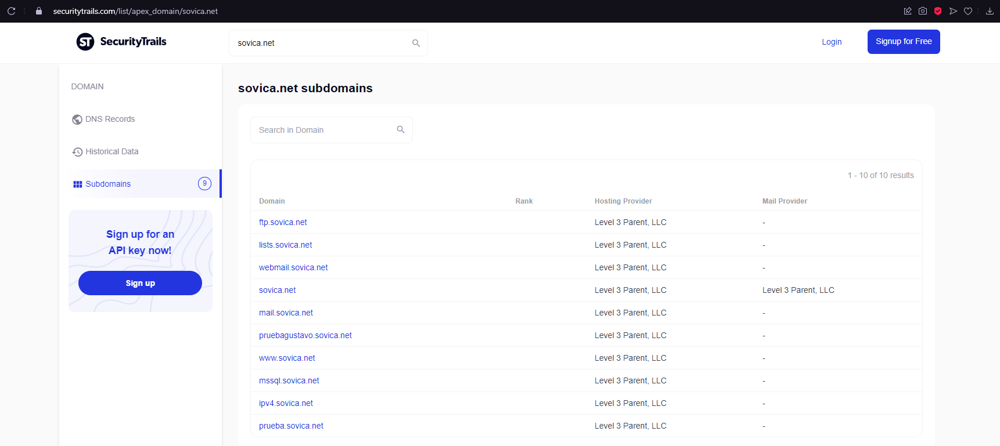 securitytrails.com/list/apex_domain/sovica.net
ST SecurityTrails
sovica.net
Login
Signup for Free
DOMAIN
DNS Records
Historical Data
Subdomains 9
Sign up for an
API key now!
Sign up
sovica.net subdomains
Search in Domain
1 - 10 of 10 results
Domain Rank Hosting Provider Mail Provider
ftp.sovica.net Level 3 Parent, LLC -
lists.sovica.net Level 3 Parent, LLC -
webmail.sovica.net Level 3 Parent, LLC -
sovica.net Level 3 Parent, LLC Level 3 Parent, LLC
mail.sovica.net Level 3 Parent, LLC -
pruebagustavo.sovica.net Level 3 Parent, LLC -
www.sovica.net Level 3 Parent, LLC -
mssql.sovica.net Level 3 Parent, LLC -
ipv4.sovica.net Level 3 Parent, LLC -
prueba.sovica.net Level 3 Parent, LLC -